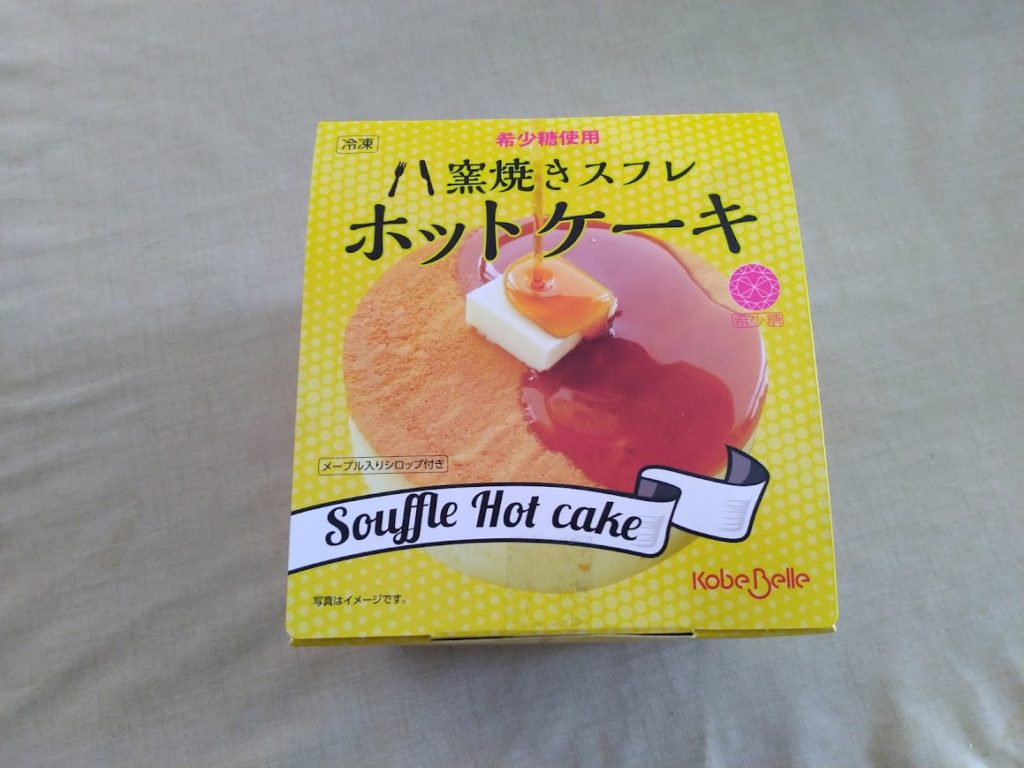 冷凍
希少糖使用
窯焼きスフレ
ホットケーキ
希少糖
メープル入りシロップ付き
Souffle Hot cake
KobeBelle
写真はイメージです。